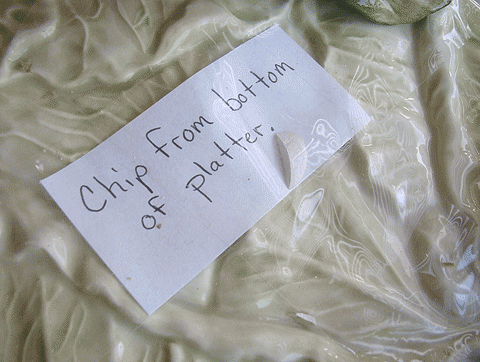 Chip from bottom
of platter.